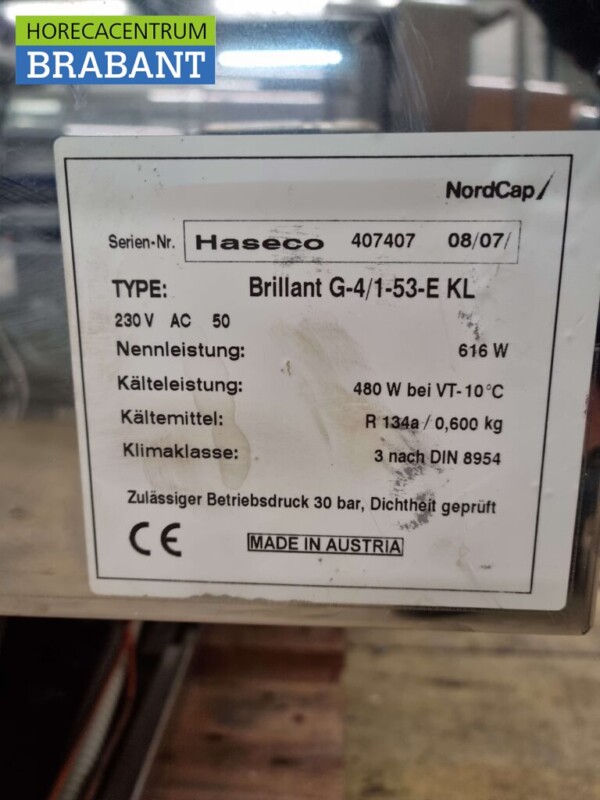 HORECACENTRUM
BRABANT
NordCap/
Serien-Nr. Haseco 407407 08/07/
TYPE: Brillant G-4/1-53-E KL
230 V AC 50
Nennleistung: 616 W
Kälteleistung: 480 W bei VT-10°C
Kältemittel: R 134a / 0,600 kg
Klimaklasse: 3 nach DIN 8954
Zulässiger Betriebsdruck 30 bar, Dichtheit geprüft
CE MADE IN AUSTRIA